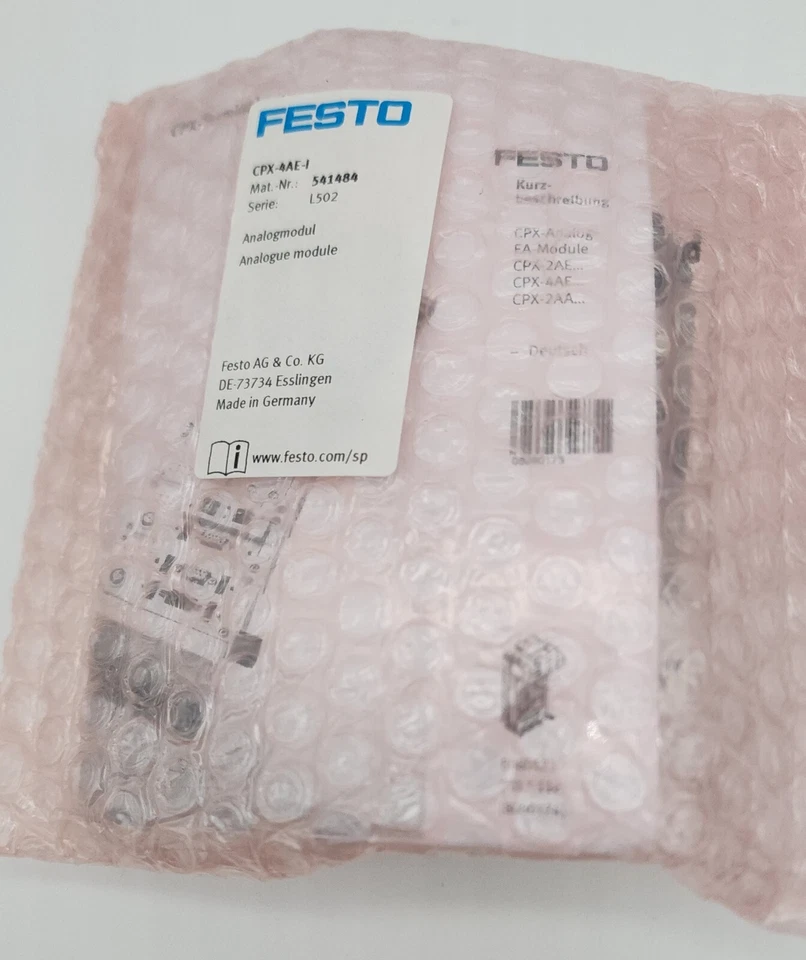 FESTO
CPX-4AE-I
Mat.-Nr.: 541484
Serie: L502
Analogmodul
Analogue module
Festo AG & Co. KG
DE-73734 Esslingen
Made in Germany
i www.festo.com/sp
FESTO
Kurz-
beschreibung
CPX-Analog
EA-Module
CPX-2AE...
CPX-4AE...
CPX-2AA...
– Deutsch